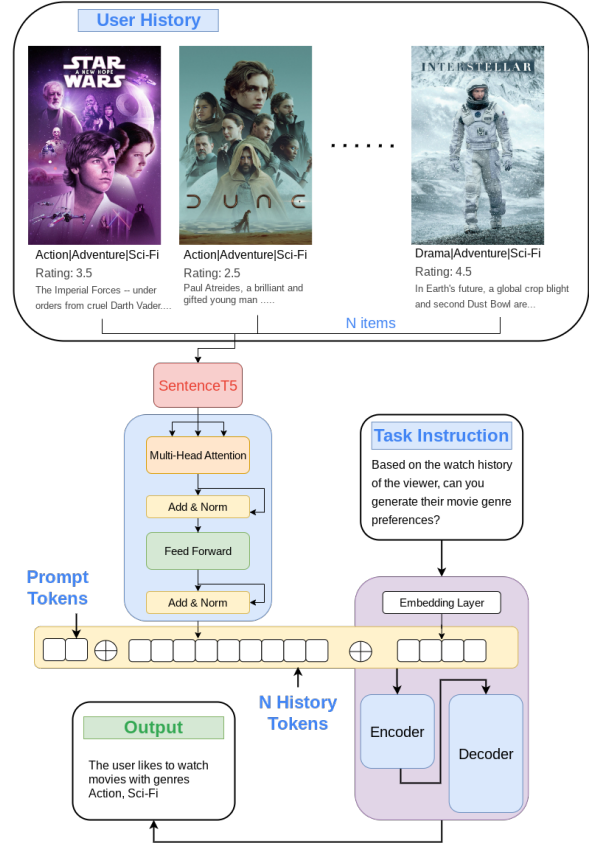 User History
STAR
A NEW HOPE
WARS
DUNE
INTERSTELLAR
......
Action|Adventure|Sci-Fi
Rating: 3.5
The Imperial Forces -- under
orders from cruel Darth Vader....
Action|Adventure|Sci-Fi
Rating: 2.5
Paul Atreides, a brilliant and
gifted young man .....
Drama|Adventure|Sci-Fi
Rating: 4.5
In Earth's future, a global crop blight
and second Dust Bowl are...
N items
SentenceT5
Multi-Head Attention
Add & Norm
Feed Forward
Add & Norm
Task Instruction
Based on the watch history
of the viewer, can you
generate their movie genre
preferences?
Embedding Layer
Prompt
Tokens
N History
Tokens
Encoder
Decoder
Output
The user likes to watch
movies with genres
Action, Sci-Fi